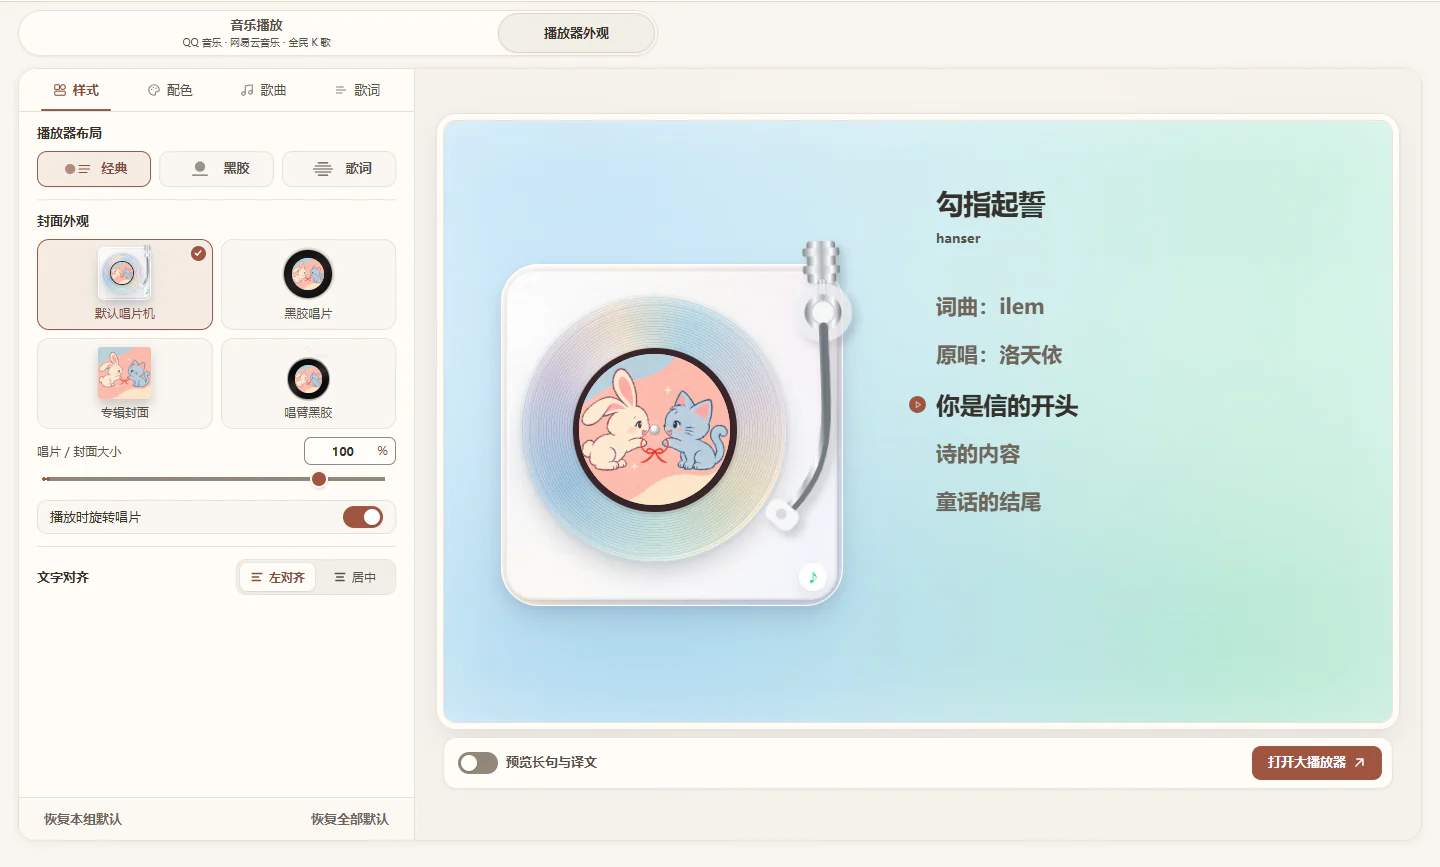 音乐播放
QQ 音乐 · 网易云音乐 · 全民 K 歌
播放器外观
样式
配色
歌曲
歌词
播放器布局
经典
黑胶
歌词
封面外观
默认唱片机
黑胶唱片
专辑封面
唱臂黑胶
唱片 / 封面大小
100 %
播放时旋转唱片
文字对齐
左对齐
居中
恢复本组默认
恢复全部默认
勾指起誓
hanser
词曲：ilem
原唱：洛天依
你是信的开头
诗的内容
童话的结尾
预览长句与译文
打开大播放器